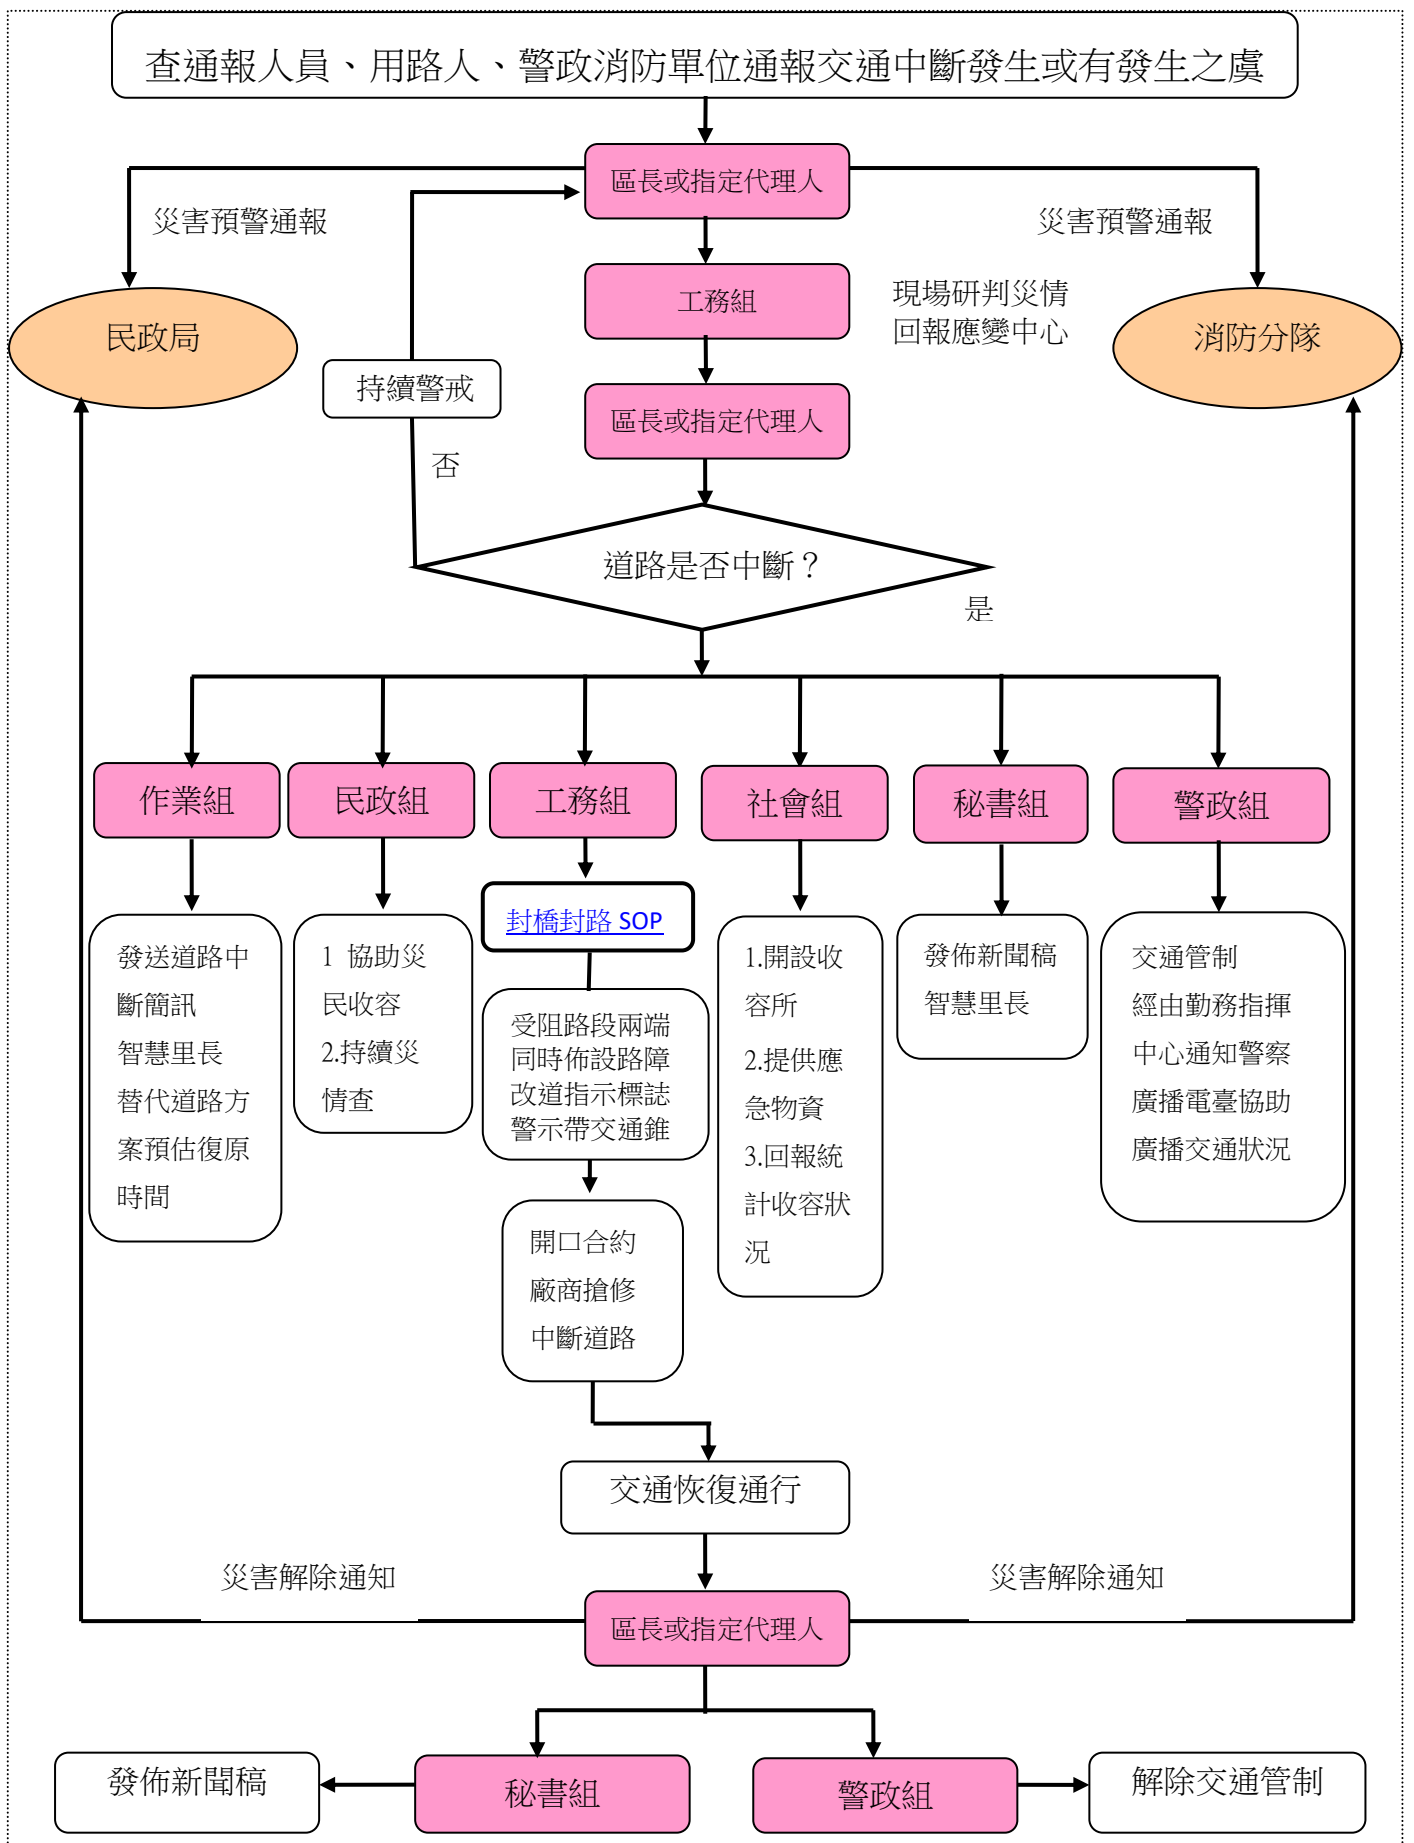 查通報人員、用路人、警政消防單位通報交通中斷發生或有發生之虞
區長或指定代理人
災害預警通報
災害預警通報
工務組
現場研判災情
回報應變中心
民政局
消防分隊
持續警戒
區長或指定代理人
否
道路是否中斷？
是
作業組
民政組
工務組
社會組
秘書組
警政組
發送道路中
斷簡訊
智慧里長
替代道路方
案預估復原
時間
1 協助災
民收容
2.持續災
情查
封橋封路 SOP
受阻路段兩端
同時佈設路障
改道指示標誌
警示帶交通錐
開口合約
廠商搶修
中斷道路
1.開設收
容所
2.提供應
急物資
3.回報統
計收容狀
況
發佈新聞稿
智慧里長
交通管制
經由勤務指揮
中心通知警察
廣播電臺協助
廣播交通狀況
交通恢復通行
災害解除通知
災害解除通知
區長或指定代理人
發佈新聞稿
秘書組
警政組
解除交通管制